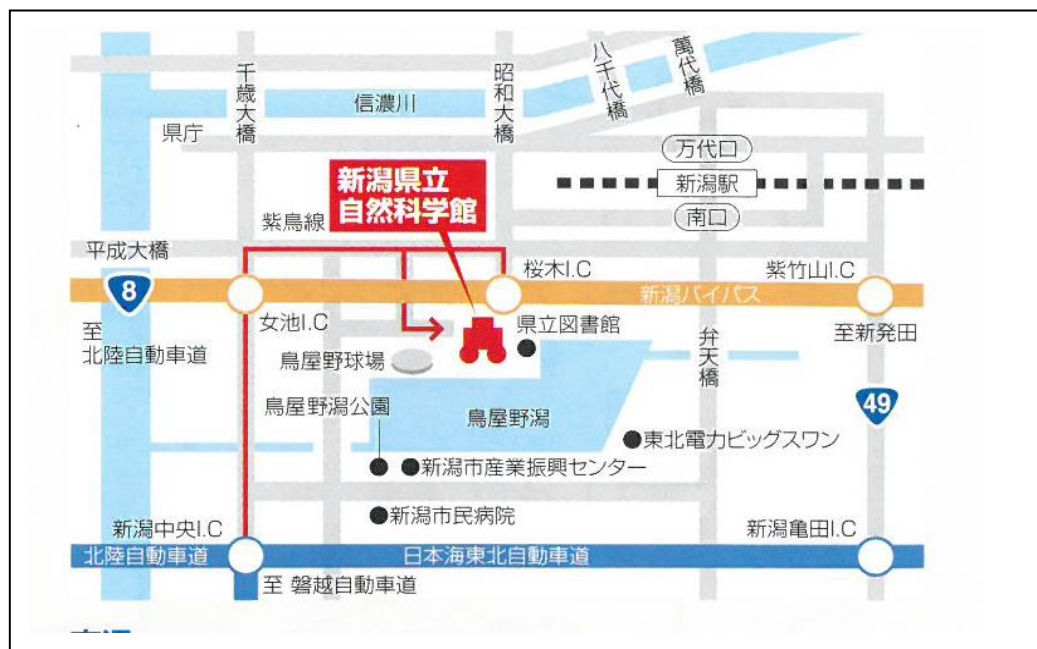 千歳大橋
昭和大橋
八千代橋
萬代橋
信濃川
県庁
万代口
新潟駅
南口
新潟県立
自然科学館
紫鳥線
平成大橋
桜木I.C
紫竹山I.C
8
新潟バイパス
女池I.C
県立図書館
至
北陸自動車道
至新発田
弁天橋
鳥屋野球場
鳥屋野潟公園
鳥屋野潟
49
東北電力ビッグスワン
新潟市産業振興センター
新潟市民病院
新潟中央I.C
新潟亀田I.C
北陸自動車道
日本海東北自動車道
至 磐越自動車道